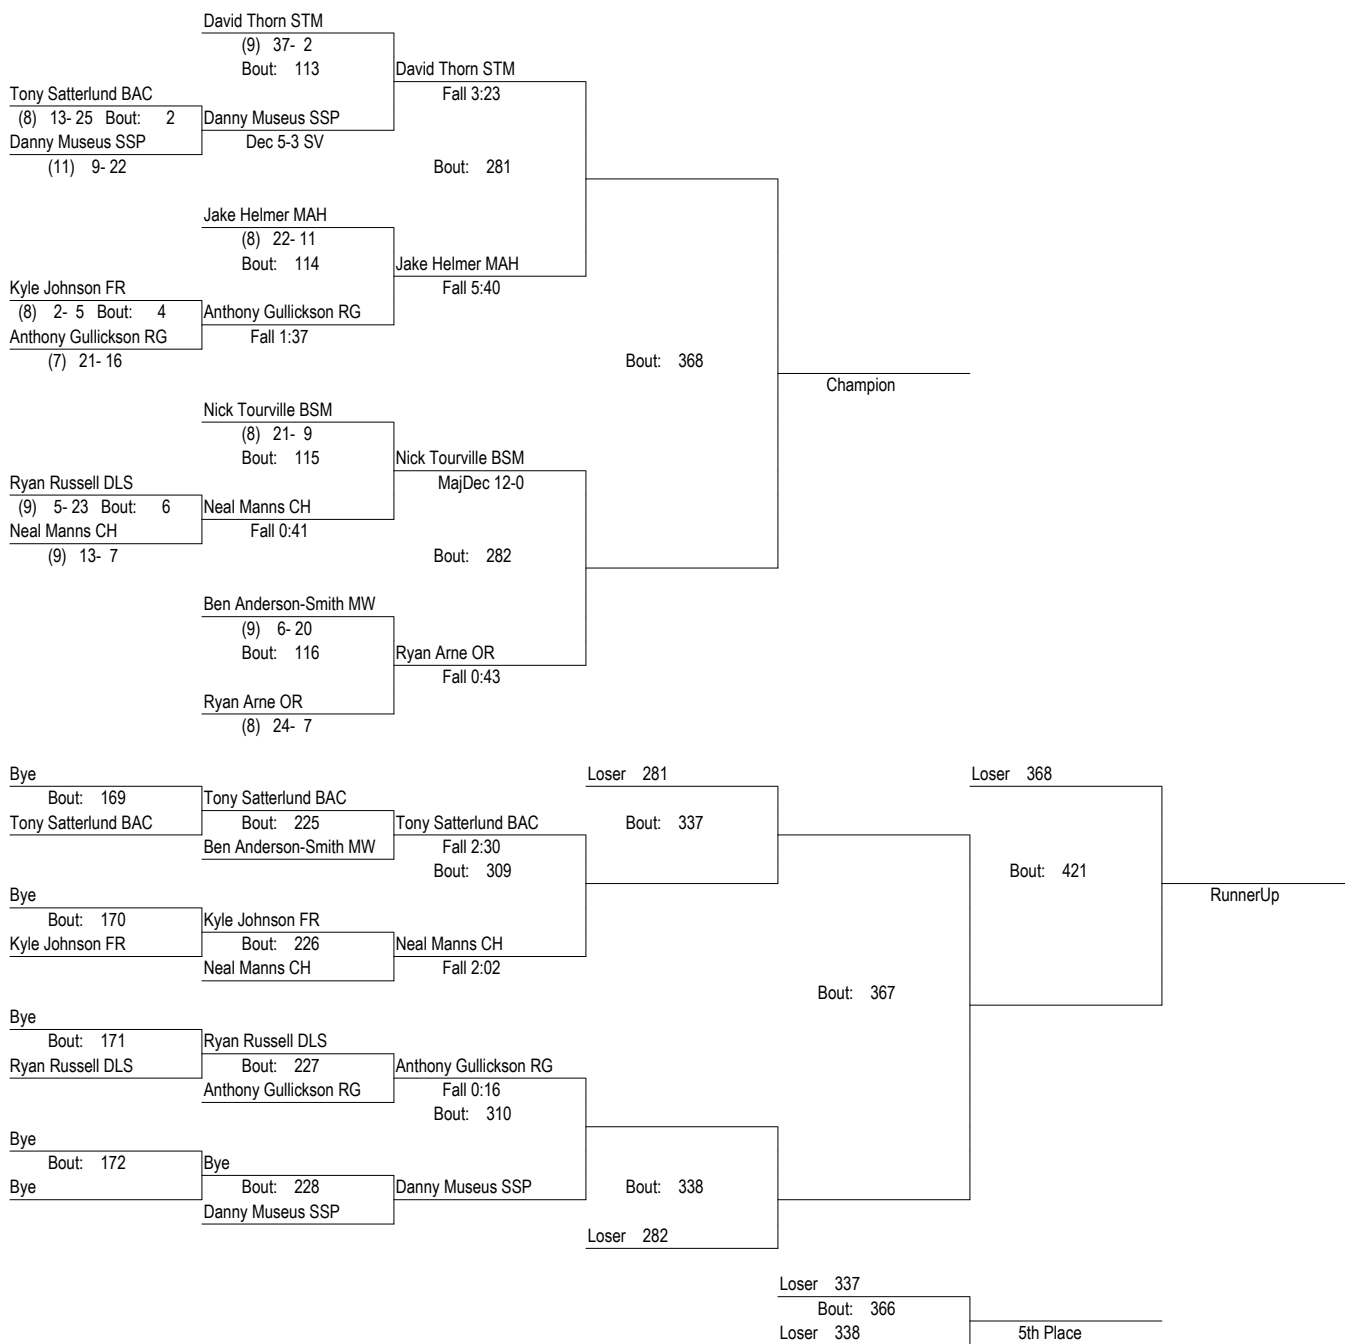 David Thorn STM
(9) 37- 2
Bout: 113
David Thorn STM
Fall 3:23
Tony Satterlund BAC
(8) 13- 25 Bout: 2
Danny Museus SSP
Dec 5-3 SV
Danny Museus SSP
(11) 9- 22
Bout: 281
Jake Helmer MAH
(8) 22- 11
Bout: 114
Jake Helmer MAH
Fall 5:40
Kyle Johnson FR
(8) 2- 5 Bout: 4
Anthony Gullickson RG
Fall 1:37
Anthony Gullickson RG
(7) 21- 16
Bout: 368
Champion
Nick Tourville BSM
(8) 21- 9
Bout: 115
Nick Tourville BSM
MajDec 12-0
Ryan Russell DLS
(9) 5- 23 Bout: 6
Neal Manns CH
Fall 0:41
Neal Manns CH
(9) 13- 7
Bout: 282
Ben Anderson-Smith MW
(9) 6- 20
Bout: 116
Ryan Arne OR
Fall 0:43
Ryan Arne OR
(8) 24- 7
Bye
Bout: 169
Tony Satterlund BAC
Tony Satterlund BAC
Bout: 225
Ben Anderson-Smith MW
Tony Satterlund BAC
Fall 2:30
Bout: 309
Loser 281
Bout: 337
Loser 368
Bout: 421
RunnerUp
Bye
Bout: 170
Kyle Johnson FR
Kyle Johnson FR
Bout: 226
Neal Manns CH
Neal Manns CH
Fall 2:02
Bout: 367
Bye
Bout: 171
Ryan Russell DLS
Ryan Russell DLS
Bout: 227
Anthony Gullickson RG
Anthony Gullickson RG
Fall 0:16
Bout: 310
Bye
Bout: 172
Bye
Bye
Bout: 228
Danny Museus SSP
Danny Museus SSP
Bout: 338
Loser 282
Loser 337
Bout: 366
Loser 338
5th Place